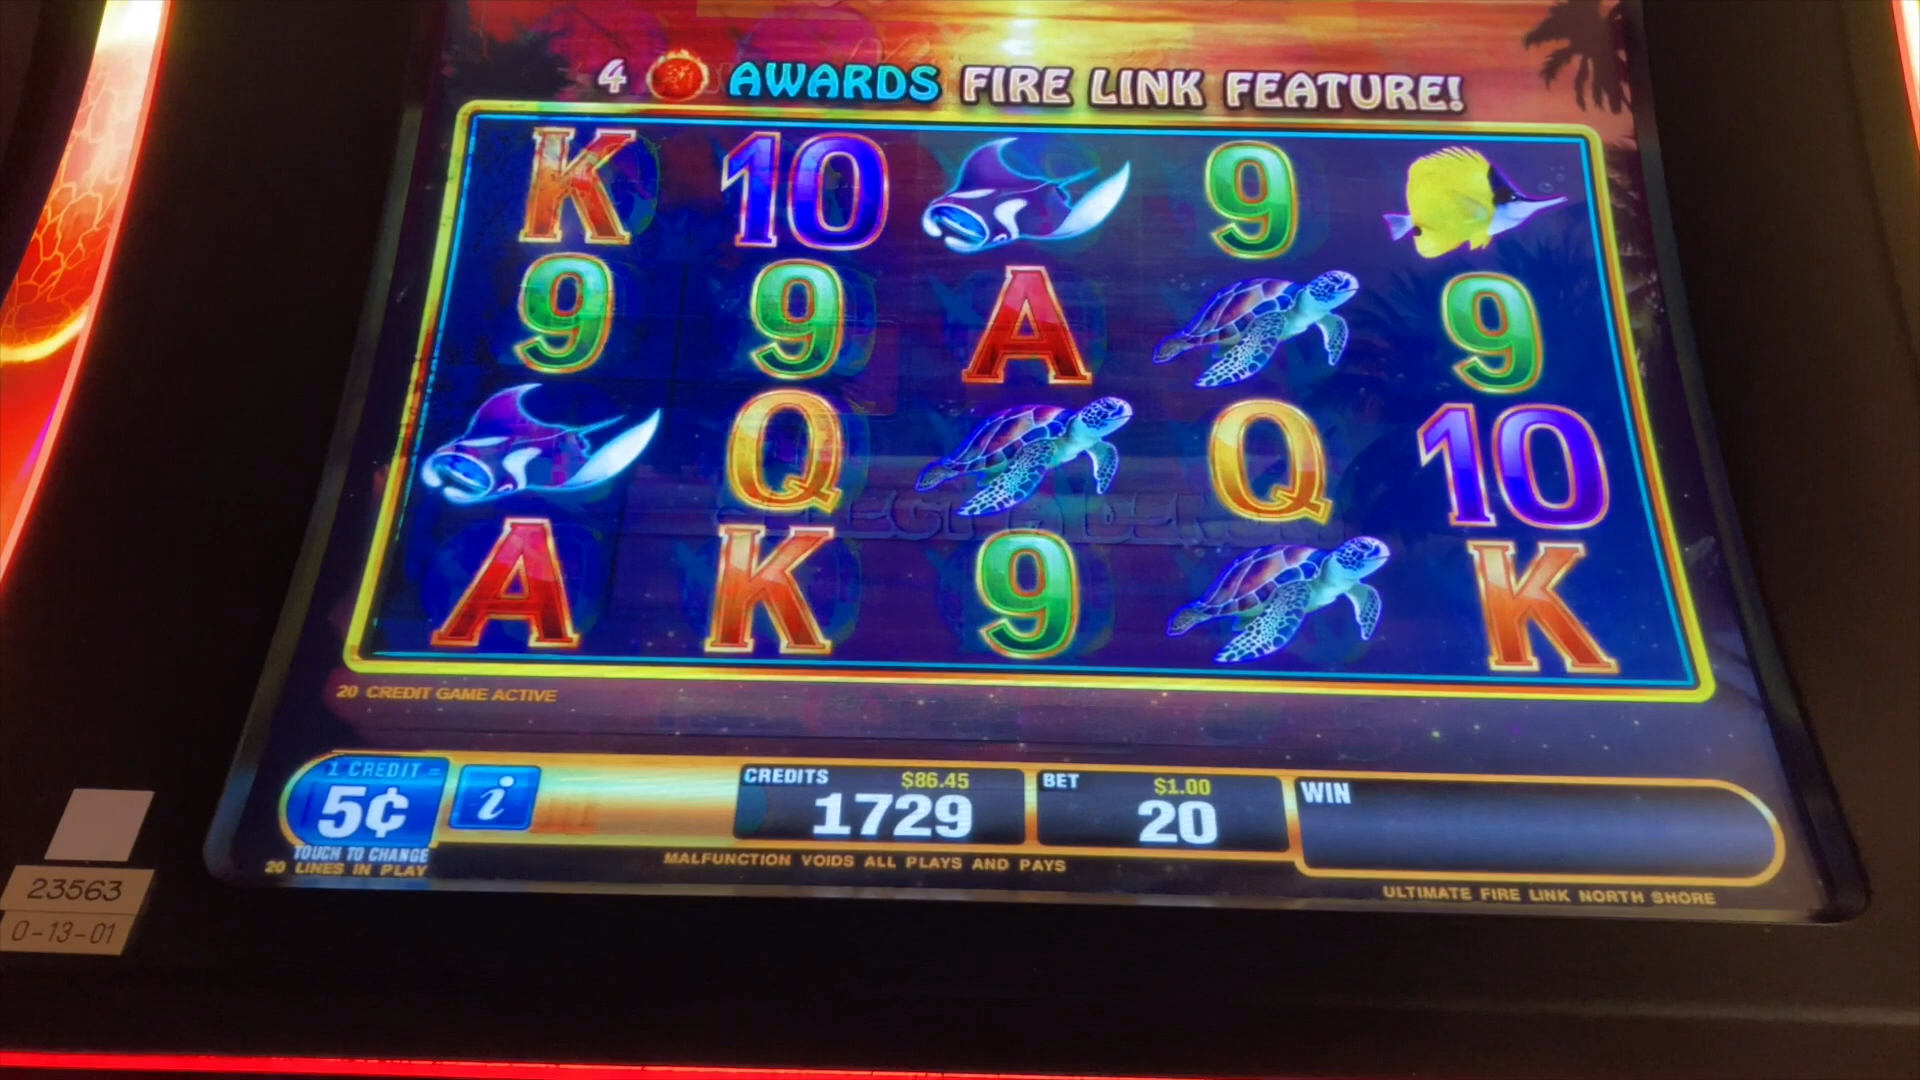 4 AWARDS FIRE LINK FEATURE!
K 10 9
9 9 A 9
Q Q 10
A K 9 K
20 CREDIT GAME ACTIVE
1 CREDIT =
5¢
TOUCH TO CHANGE
20 LINES IN PLAY
i
CREDITS $86.45
1729
BET $1.00
20
WIN
MALFUNCTION VOIDS ALL PLAYS AND PAYS
ULTIMATE FIRE LINK NORTH SHORE
23563
0-13-01